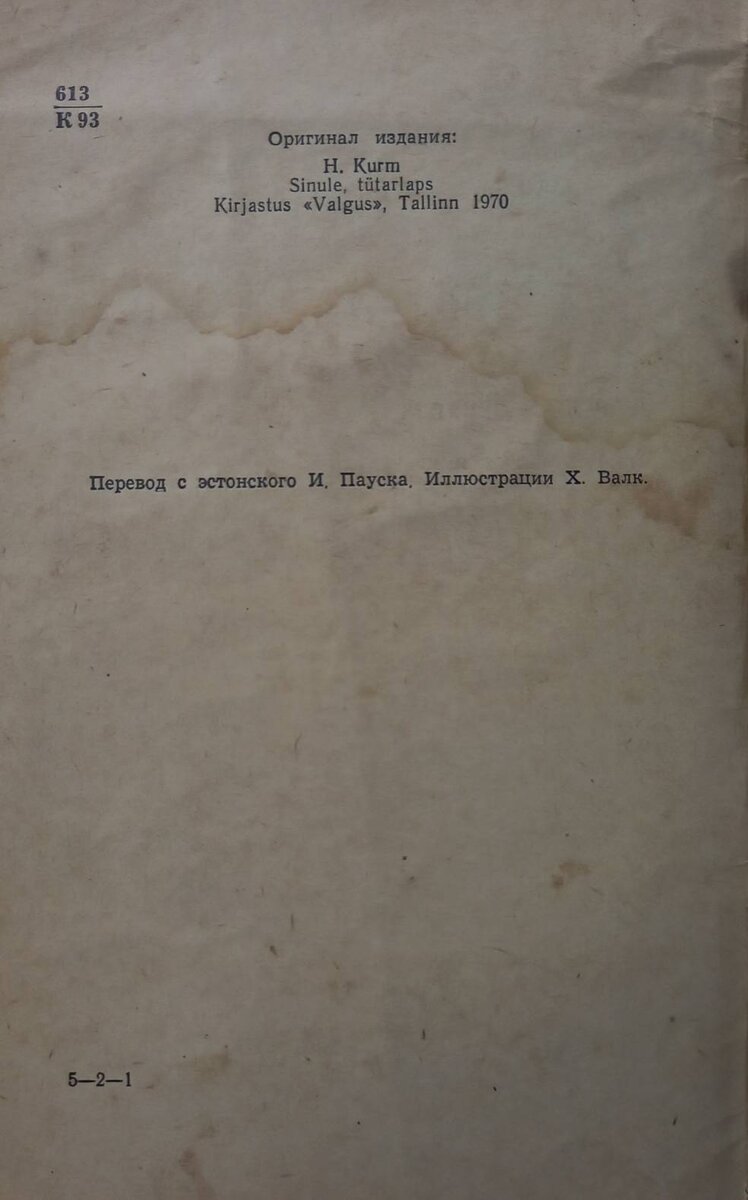 613
К 93
Оригинал издания:
H. Kurm
Sinule, tütarlaps
Kirjastus «Valgus», Tallinn 1970
Перевод с эстонского И. Пауска. Иллюстрации Х. Валк.
5—2—1